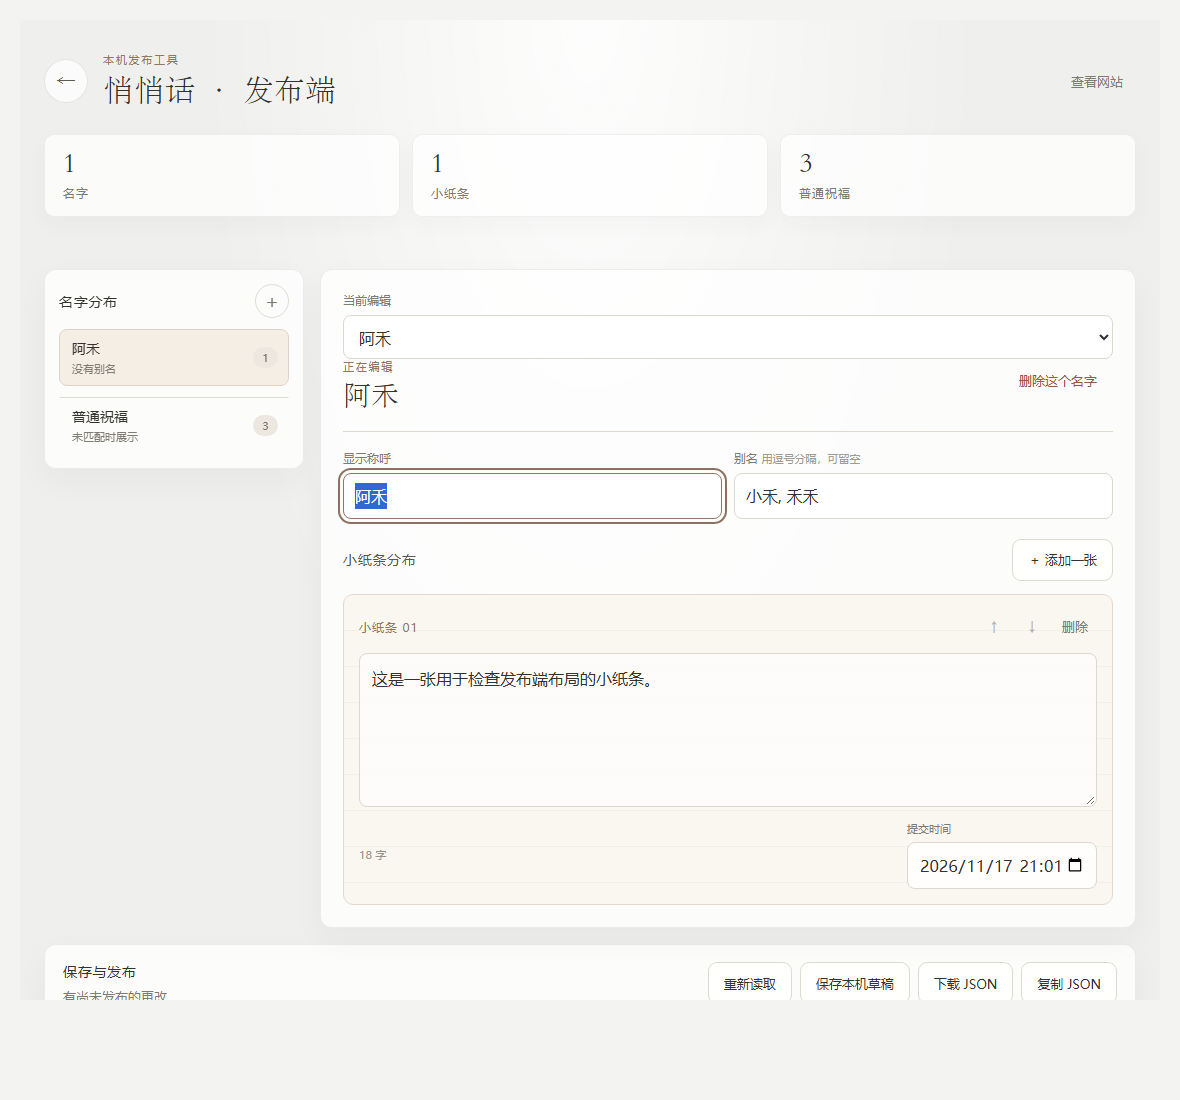 本机发布工具
←
悄悄话 · 发布端
查看网站
1
名字
1
小纸条
3
普通祝福
名字分布
+
阿禾
没有别名
1
普通祝福
未匹配时展示
3
当前编辑
阿禾
正在编辑
阿禾
删除这个名字
显示称呼
阿禾
别名 用逗号分隔，可留空
小禾, 禾禾
小纸条分布
+ 添加一张
小纸条 01
↑ ↓ 删除
这是一张用于检查发布端布局的小纸条。
18 字
提交时间
2026/11/17 21:01
保存与发布
有尚未发布的更改
重新读取
保存本机草稿
下载 JSON
复制 JSON